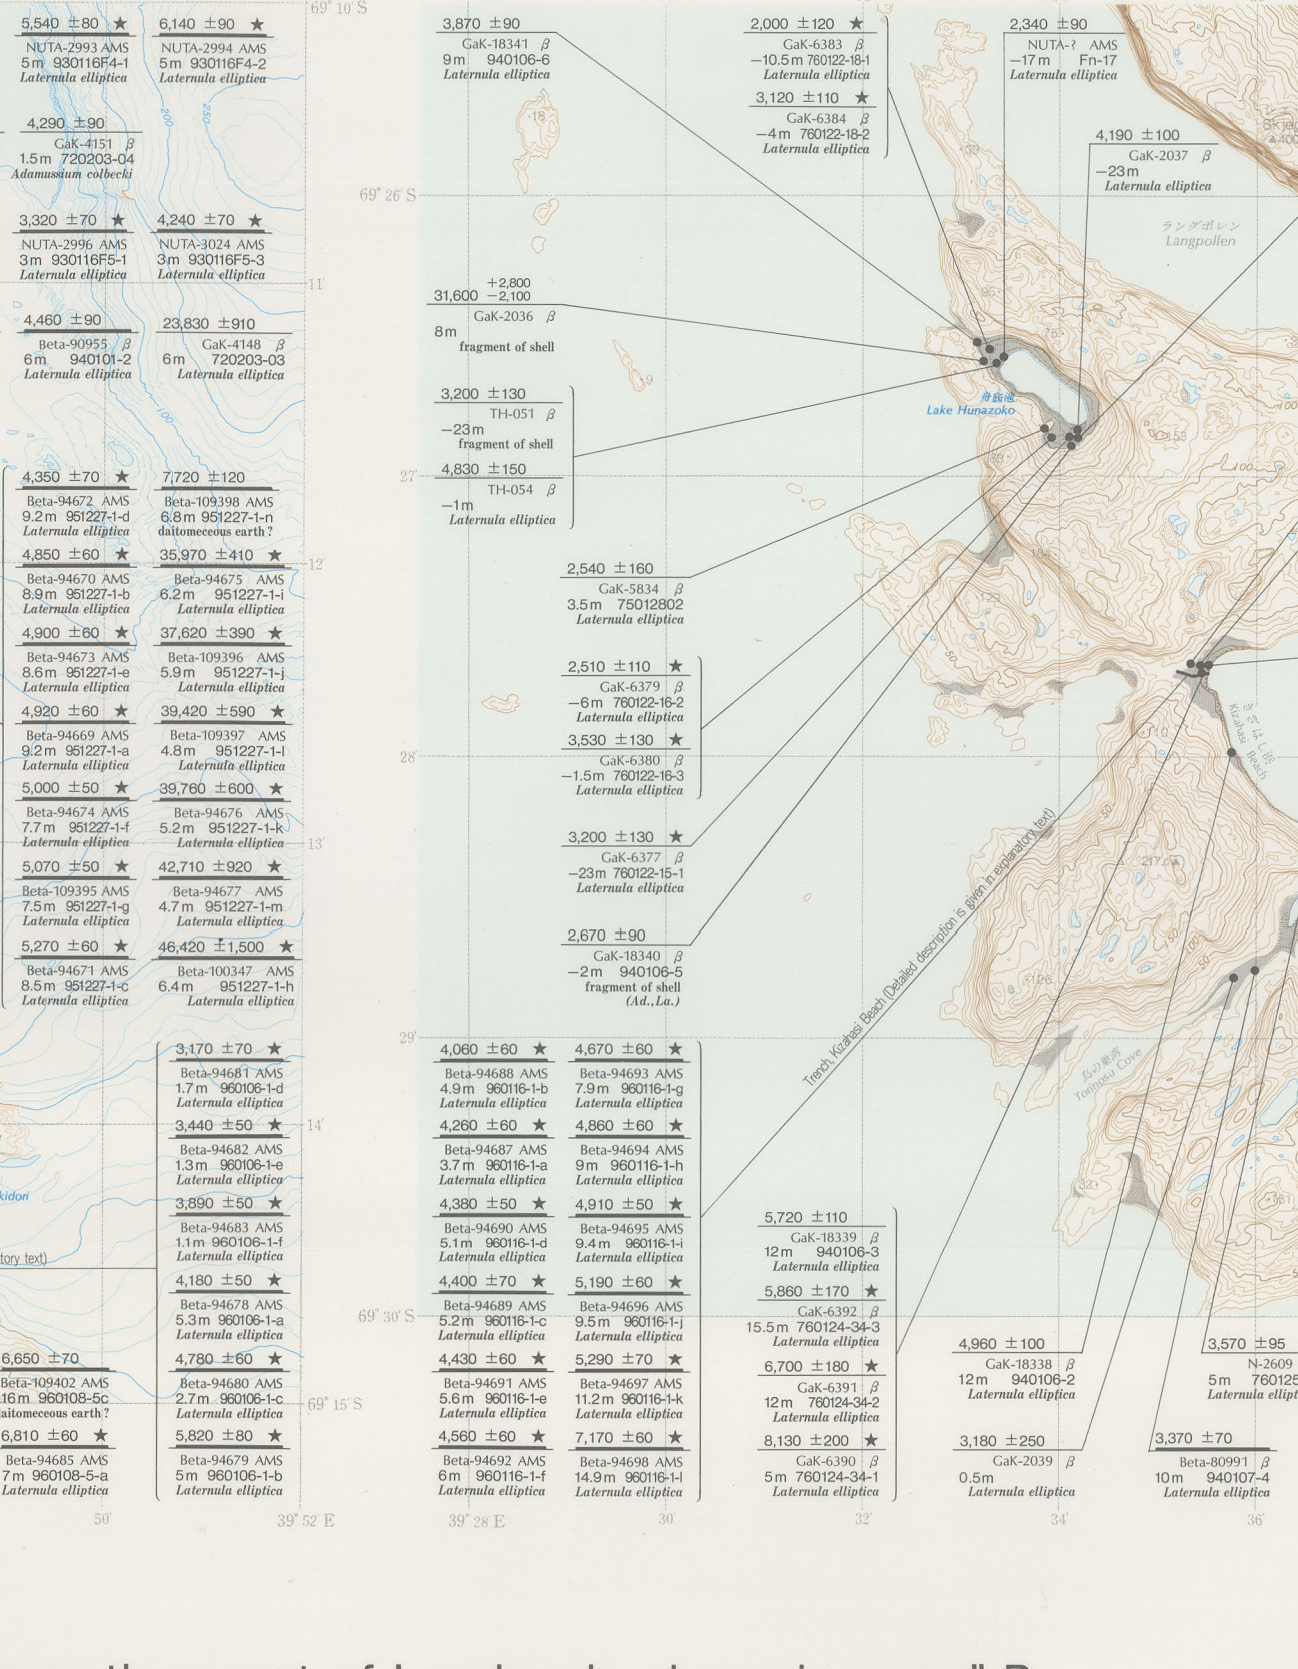 5,540 ±80 ★
NUTA-2993 AMS
5m 930116F4-1
Laternula elliptica
6,140 ±90 ★
NUTA-2994 AMS
5m 930116F4-2
Laternula elliptica
4,290 ±90
GaK-4151 β
1.5m 720203-04
Adamussium colbecki
3,320 ±70 ★
NUTA-2996 AMS
3m 930116F5-1
Laternula elliptica
4,240 ±70 ★
NUTA-3024 AMS
3m 930116F5-3
Laternula elliptica
4,460 ±90
Beta-90955 β
6m 940101-2
Laternula elliptica
23,830 ±910
GaK-4148 β
6m 720203-03
Laternula elliptica
4,350 ±70 ★
Beta-94672 AMS
9.2m 951227-1-d
Laternula elliptica
4,850 ±60 ★
Beta-94670 AMS
8.9m 951227-1-b
Laternula elliptica
4,900 ±60 ★
Beta-94673 AMS
8.6m 951227-1-e
Laternula elliptica
4,920 ±60 ★
Beta-94669 AMS
9.2m 951227-1-a
Laternula elliptica
5,000 ±50 ★
Beta-94674 AMS
7.7m 951227-1-f
Laternula elliptica
5,070 ±50 ★
Beta-109395 AMS
7.5m 951227-1-g
Laternula elliptica
5,270 ±60 ★
Beta-94671 AMS
8.5m 951227-1-c
Laternula elliptica
7,720 ±120
Beta-109398 AMS
6.8m 951227-1-n
daitomeceous earth ?
35,970 ±410 ★
Beta-94675 AMS
6.2m 951227-1-i
Laternula elliptica
37,620 ±390 ★
Beta-109396 AMS
5.9m 951227-1-j
Laternula elliptica
39,420 ±590 ★
Beta-109397 AMS
4.8m 951227-1-l
Laternula elliptica
39,760 ±600 ★
Beta-94676 AMS
5.2m 951227-1-k
Laternula elliptica
42,710 ±920 ★
Beta-94677 AMS
4.7m 951227-1-m
Laternula elliptica
46,420 ±1,500 ★
Beta-100347 AMS
6.4m 951227-1-h
Laternula elliptica
3,170 ±70 ★
Beta-94681 AMS
1.7m 960106-1-d
Laternula elliptica
3,440 ±50 ★
Beta-94682 AMS
1.3m 960106-1-e
Laternula elliptica
3,890 ±50 ★
Beta-94683 AMS
1.1m 960106-1-f
Laternula elliptica
4,180 ±50 ★
Beta-94678 AMS
5.3m 960106-1-a
Laternula elliptica
4,780 ±60 ★
Beta-94680 AMS
2.7m 960106-1-c
Laternula elliptica
5,820 ±80 ★
Beta-94679 AMS
5m 960106-1-b
Laternula elliptica
kidori
tory text)
6,650 ±70
Beta-109402 AMS
16m 960108-5c
aitomeceous earth ?
6,810 ±60 ★
Beta-94685 AMS
7m 960108-5-a
Laternula elliptica
200
250
100
69° 10′ S
11′
12′
13′
14′
69° 15′ S
50′
39° 52′ E
3,870 ±90
GaK-18341 β
9m 940106-6
Laternula elliptica
2,000 ±120 ★
GaK-6383 β
−10.5m 760122-18-1
Laternula elliptica
3,120 ±110 ★
GaK-6384 β
−4m 760122-18-2
Laternula elliptica
2,340 ±90
NUTA-? AMS
−17m Fn-17
Laternula elliptica
4,190 ±100
GaK-2037 β
−23m
Laternula elliptica
69° 26′ S
ラングポレン
Langpollen
+2,800
31,600 −2,100
GaK-2036 β
8m
fragment of shell
3,200 ±130
TH-051 β
−23m
fragment of shell
4,830 ±150
TH-054 β
−1m
Laternula elliptica
舟底池
Lake Hunazoko
27′
2,540 ±160
GaK-5834 β
3.5m 75012802
Laternula elliptica
2,510 ±110 ★
GaK-6379 β
−6m 760122-16-2
Laternula elliptica
3,530 ±130 ★
GaK-6380 β
−1.5m 760122-16-3
Laternula elliptica
28′
3,200 ±130 ★
GaK-6377 β
−23m 760122-15-1
Laternula elliptica
2,670 ±90
GaK-18340 β
−2m 940106-5
fragment of shell
(Ad.,La.)
きざはし浜
Kizahasi Beach
Trench, Kizahasi Beach (Detailed description is given in explanatory text)
鳥の巣湾
Torinosu Cove
29′
4,060 ±60 ★
Beta-94688 AMS
4.9m 960116-1-b
Laternula elliptica
4,260 ±60 ★
Beta-94687 AMS
3.7m 960116-1-a
Laternula elliptica
4,380 ±50 ★
Beta-94690 AMS
5.1m 960116-1-d
Laternula elliptica
4,400 ±70 ★
Beta-94689 AMS
5.2m 960116-1-c
Laternula elliptica
4,430 ±60 ★
Beta-94691 AMS
5.6m 960116-1-e
Laternula elliptica
4,560 ±60 ★
Beta-94692 AMS
6m 960116-1-f
Laternula elliptica
4,670 ±60 ★
Beta-94693 AMS
7.9m 960116-1-g
Laternula elliptica
4,860 ±60 ★
Beta-94694 AMS
9m 960116-1-h
Laternula elliptica
4,910 ±50 ★
Beta-94695 AMS
9.4m 960116-1-i
Laternula elliptica
5,190 ±60 ★
Beta-94696 AMS
9.5m 960116-1-j
Laternula elliptica
5,290 ±70 ★
Beta-94697 AMS
11.2m 960116-1-k
Laternula elliptica
7,170 ±60 ★
Beta-94698 AMS
14.9m 960116-1-l
Laternula elliptica
69° 30′ S
5,720 ±110
GaK-18339 β
12m 940106-3
Laternula elliptica
5,860 ±170 ★
GaK-6392 β
15.5m 760124-34-3
Laternula elliptica
6,700 ±180 ★
GaK-6391 β
12m 760124-34-2
Laternula elliptica
8,130 ±200 ★
GaK-6390 β
5m 760124-34-1
Laternula elliptica
4,960 ±100
GaK-18338 β
12m 940106-2
Laternula elliptica
3,180 ±250
GaK-2039 β
0.5m
Laternula elliptica
3,570 ±95
N-2609
5m 760125
Laternula ellipti
3,370 ±70
Beta-80991 β
10m 940107-4
Laternula elliptica
39° 28′ E
30′
32′
34′
36′